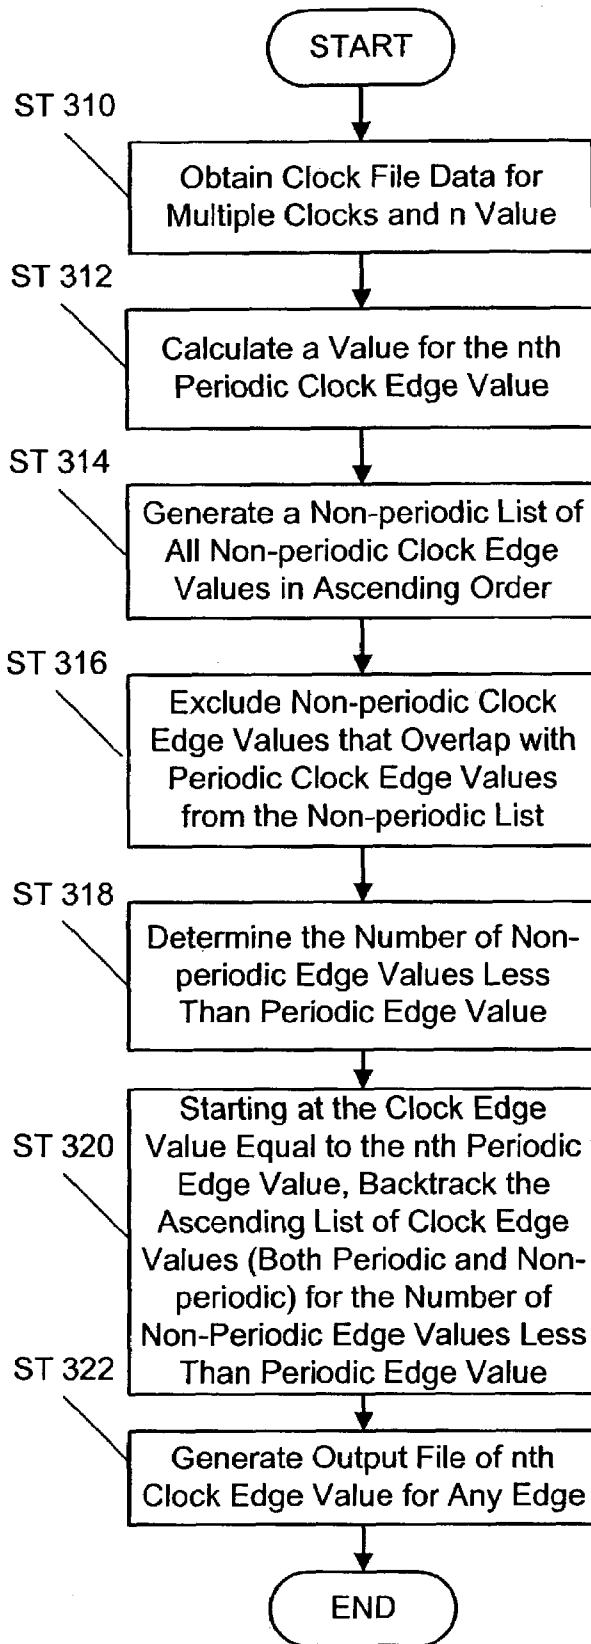 START
ST 310
Obtain Clock File Data for
Multiple Clocks and n Value
ST 312
Calculate a Value for the nth
Periodic Clock Edge Value
ST 314
Generate a Non-periodic List of
All Non-periodic Clock Edge
Values in Ascending Order
ST 316
Exclude Non-periodic Clock
Edge Values that Overlap with
Periodic Clock Edge Values
from the Non-periodic List
ST 318
Determine the Number of Non-
periodic Edge Values Less
Than Periodic Edge Value
ST 320
Starting at the Clock Edge
Value Equal to the nth Periodic
Edge Value, Backtrack the
Ascending List of Clock Edge
Values (Both Periodic and Non-
periodic) for the Number of
Non-Periodic Edge Values Less
Than Periodic Edge Value
ST 322
Generate Output File of nth
Clock Edge Value for Any Edge
END